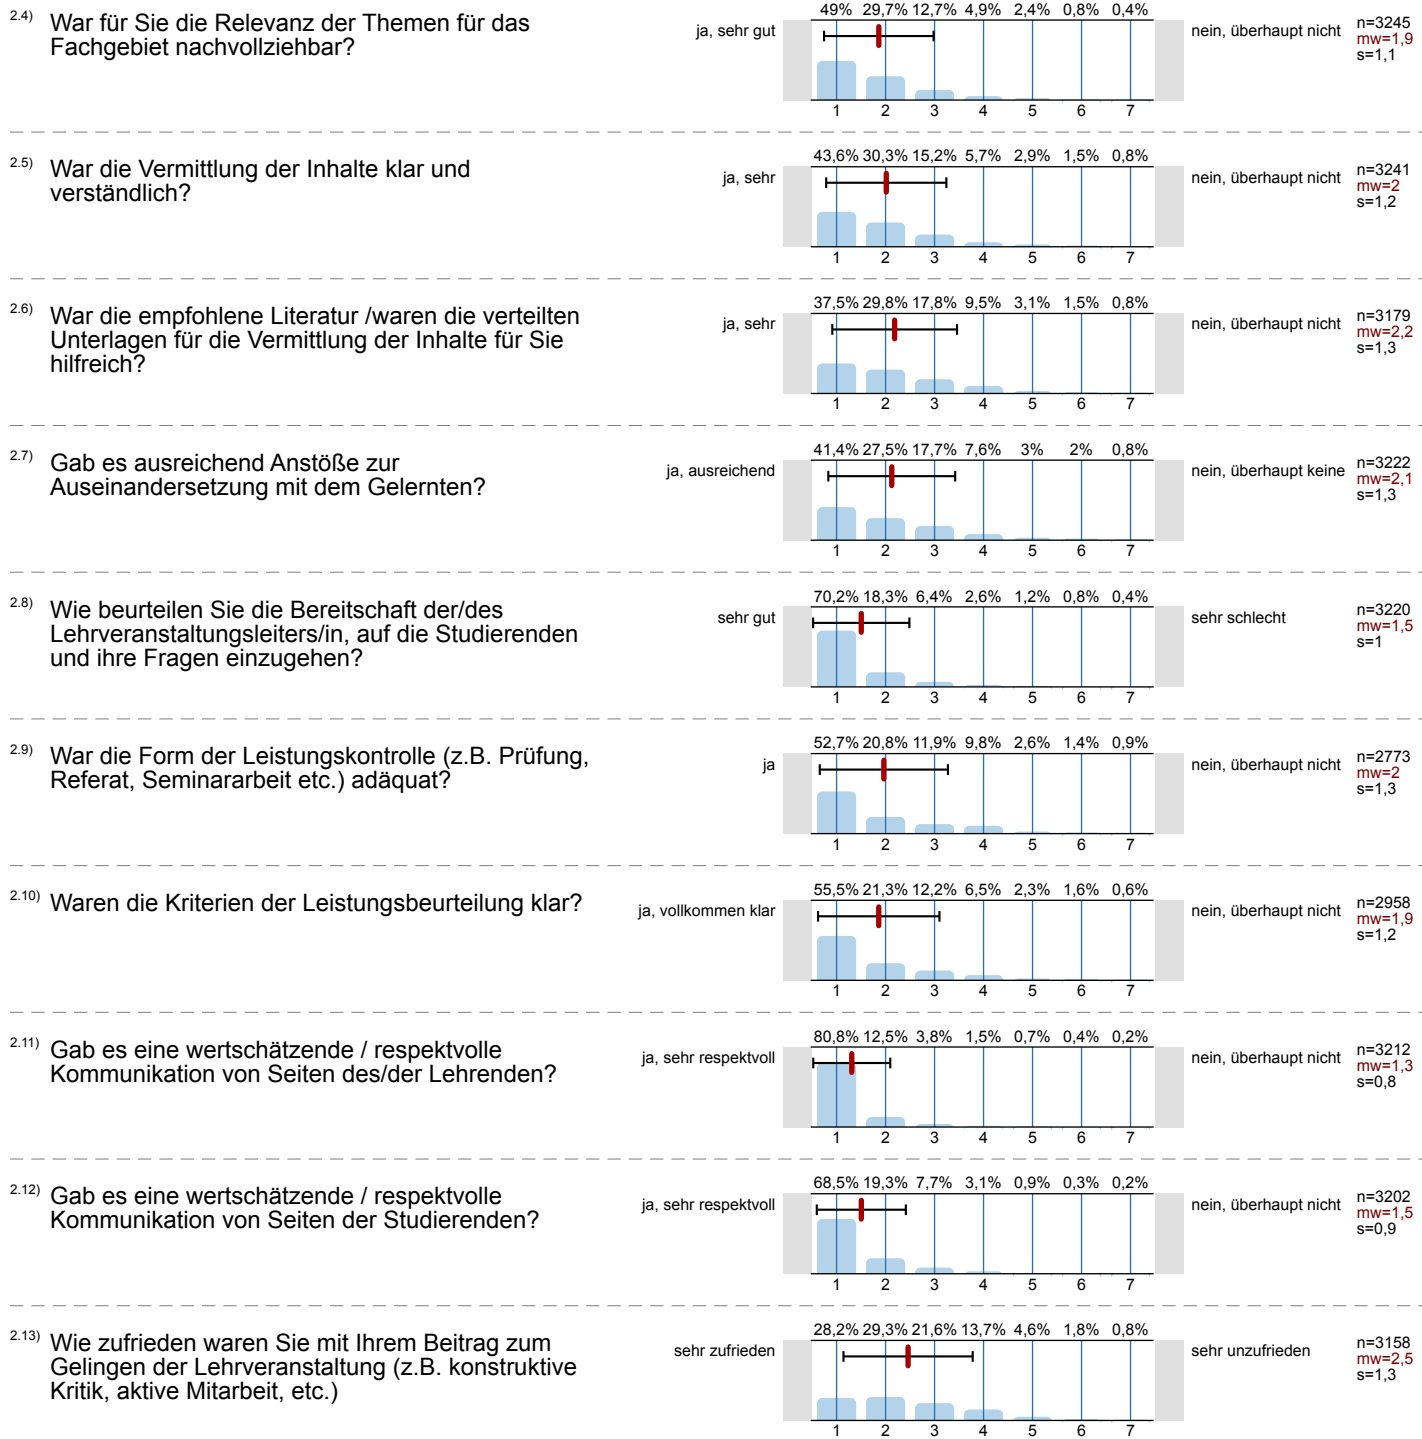 2.4) War für Sie die Relevanz der Themen für das
Fachgebiet nachvollziehbar?
ja, sehr gut
49% 29,7% 12,7% 4,9% 2,4% 0,8% 0,4%
1 2 3 4 5 6 7
nein, überhaupt nicht
n=3245
mw=1,9
s=1,1
2.5) War die Vermittlung der Inhalte klar und
verständlich?
ja, sehr
43,6% 30,3% 15,2% 5,7% 2,9% 1,5% 0,8%
1 2 3 4 5 6 7
nein, überhaupt nicht
n=3241
mw=2
s=1,2
2.6) War die empfohlene Literatur /waren die verteilten
Unterlagen für die Vermittlung der Inhalte für Sie
hilfreich?
ja, sehr
37,5% 29,8% 17,8% 9,5% 3,1% 1,5% 0,8%
1 2 3 4 5 6 7
nein, überhaupt nicht
n=3179
mw=2,2
s=1,3
2.7) Gab es ausreichend Anstöße zur
Auseinandersetzung mit dem Gelernten?
ja, ausreichend
41,4% 27,5% 17,7% 7,6% 3% 2% 0,8%
1 2 3 4 5 6 7
nein, überhaupt keine
n=3222
mw=2,1
s=1,3
2.8) Wie beurteilen Sie die Bereitschaft der/des
Lehrveranstaltungsleiters/in, auf die Studierenden
und ihre Fragen einzugehen?
sehr gut
70,2% 18,3% 6,4% 2,6% 1,2% 0,8% 0,4%
1 2 3 4 5 6 7
sehr schlecht
n=3220
mw=1,5
s=1
2.9) War die Form der Leistungskontrolle (z.B. Prüfung,
Referat, Seminararbeit etc.) adäquat?
ja
52,7% 20,8% 11,9% 9,8% 2,6% 1,4% 0,9%
1 2 3 4 5 6 7
nein, überhaupt nicht
n=2773
mw=2
s=1,3
2.10) Waren die Kriterien der Leistungsbeurteilung klar?
ja, vollkommen klar
55,5% 21,3% 12,2% 6,5% 2,3% 1,6% 0,6%
1 2 3 4 5 6 7
nein, überhaupt nicht
n=2958
mw=1,9
s=1,2
2.11) Gab es eine wertschätzende / respektvolle
Kommunikation von Seiten des/der Lehrenden?
ja, sehr respektvoll
80,8% 12,5% 3,8% 1,5% 0,7% 0,4% 0,2%
1 2 3 4 5 6 7
nein, überhaupt nicht
n=3212
mw=1,3
s=0,8
2.12) Gab es eine wertschätzende / respektvolle
Kommunikation von Seiten der Studierenden?
ja, sehr respektvoll
68,5% 19,3% 7,7% 3,1% 0,9% 0,3% 0,2%
1 2 3 4 5 6 7
nein, überhaupt nicht
n=3202
mw=1,5
s=0,9
2.13) Wie zufrieden waren Sie mit Ihrem Beitrag zum
Gelingen der Lehrveranstaltung (z.B. konstruktive
Kritik, aktive Mitarbeit, etc.)
sehr zufrieden
28,2% 29,3% 21,6% 13,7% 4,6% 1,8% 0,8%
1 2 3 4 5 6 7
sehr unzufrieden
n=3158
mw=2,5
s=1,3